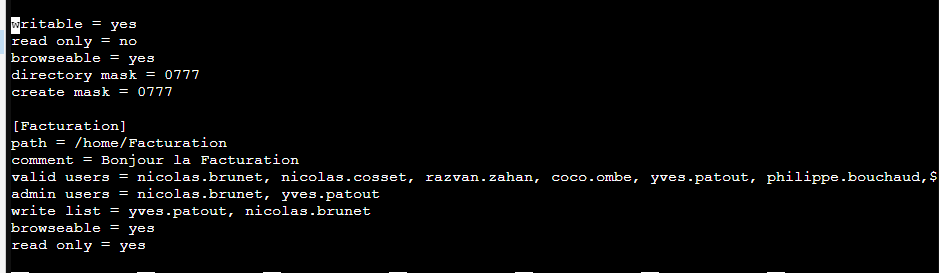 writable = yes
read only = no
browseable = yes
directory mask = 0777
create mask = 0777
[Facturation]
path = /home/Facturation
comment = Bonjour la Facturation
valid users = nicolas.brunet, nicolas.cosset, razvan.zahan, coco.ombe, yves.patout, philippe.bouchaud,$
admin users = nicolas.brunet, yves.patout
write list = yves.patout, nicolas.brunet
browseable = yes
read only = yes